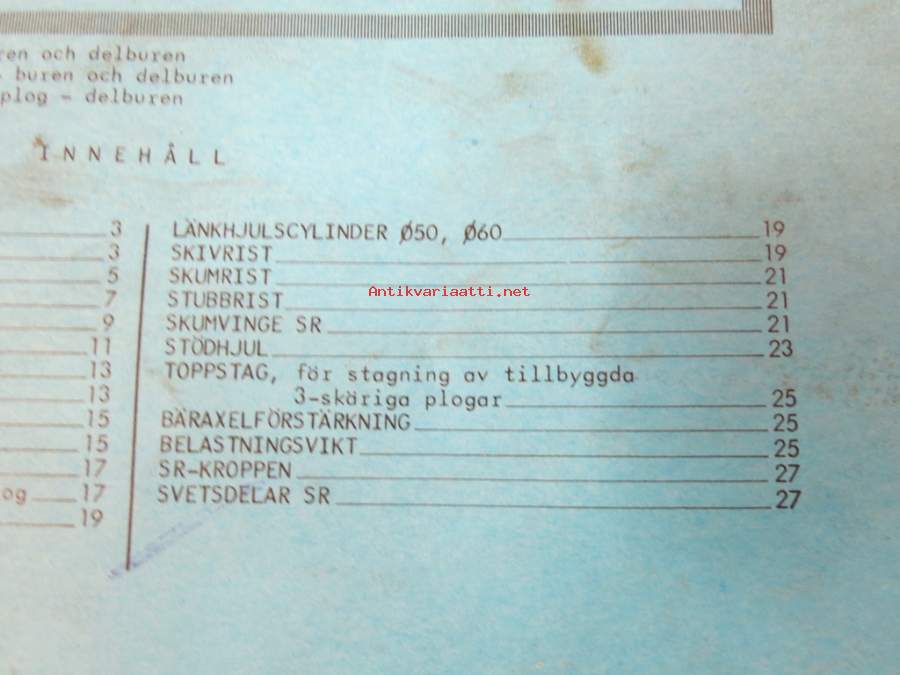 och delburen
buren och delburen
plog - delburen
INNEHÅLL
3
3
5
7
9
11
13
13
15
15
17
17
19
LÄNKHJULSCYLINDER Ø50, Ø60 19
SKIVRIST 19
SKUMRIST 21
STUBBRIST 21
SKUMVINGE SR 21
STÖDHJUL 23
TOPPSTAG, för stagning av tillbyggda
3-skäriga plogar 25
BÄRAXELFÖRSTÄRKNING 25
BELASTNINGSVIKT 25
SR-KROPPEN 27
SVETSDELAR SR 27
Antikvariaatti.net